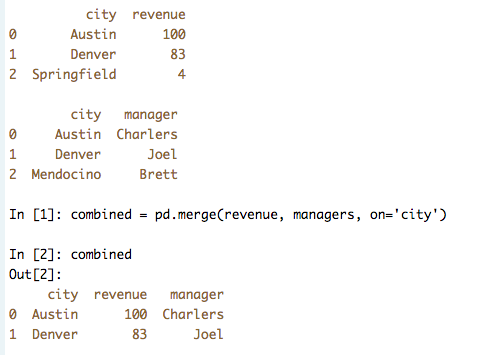 city revenue
0 Austin 100
1 Denver 83
2 Springfield 4
city manager
0 Austin Charlers
1 Denver Joel
2 Mendocino Brett
In [1]: combined = pd.merge(revenue, managers, on='city')
In [2]: combined
Out[2]:
city revenue manager
0 Austin 100 Charlers
1 Denver 83 Joel